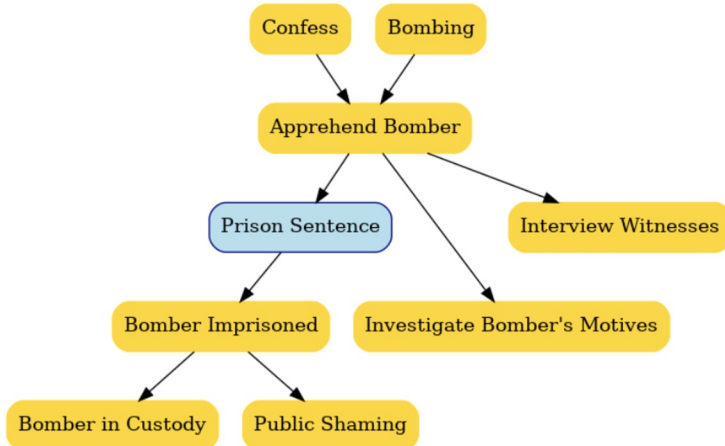 Confess
Bombing
Apprehend Bomber
Prison Sentence
Interview Witnesses
Bomber Imprisoned
Investigate Bomber's Motives
Bomber in Custody
Public Shaming